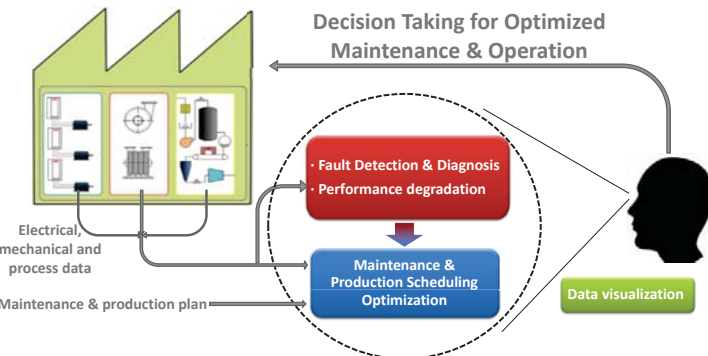 Decision Taking for Optimized
Maintenance & Operation
· Fault Detection & Diagnosis
· Performance degradation
Electrical,
mechanical and
process data
Maintenance &
Production Scheduling
Optimization
Maintenance & production plan
Data visualization